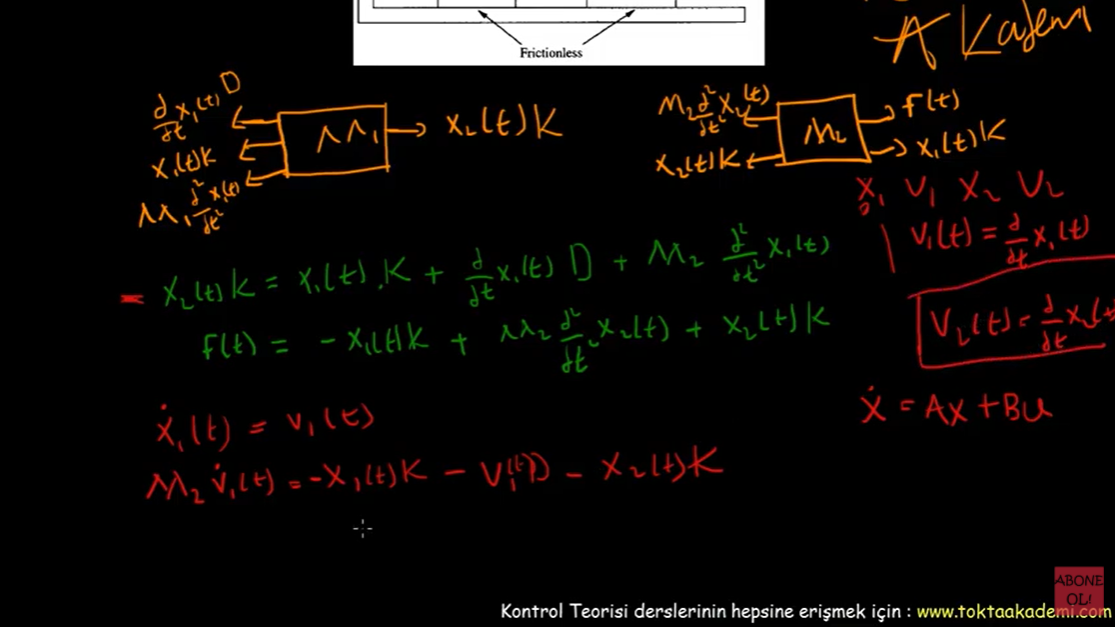 Frictionless
A Kademi
d/dt x₁(t) D
x₁(t)K
M₁ d²/dt² x₁(t)
M₁
x₂(t)K
M₂ d²/dt² x₂(t)
x₂(t)K
M₂
f(t)
x₁(t)K
x₁ v₁ x₂ v₂
v₁(t) = d/dt x₁(t)
- x₂(t)K = x₁(t).K + d/dt x₁(t) D + M₂ d²/dt² x₁(t)
f(t) = - x₁(t)K + M₂ d²/dt² x₂(t) + x₂(t)K
v₂(t) = d/dt x₂(t
ẋ = Ax + Bu
ẋ₁(t) = v₁(t)
M₂ v̇₁(t) = -x₁(t)K - v₁(t)D - x₂(t)K
ABONE
OL!
Kontrol Teorisi derslerinin hepsine erişmek için : www.toktaakademi.com